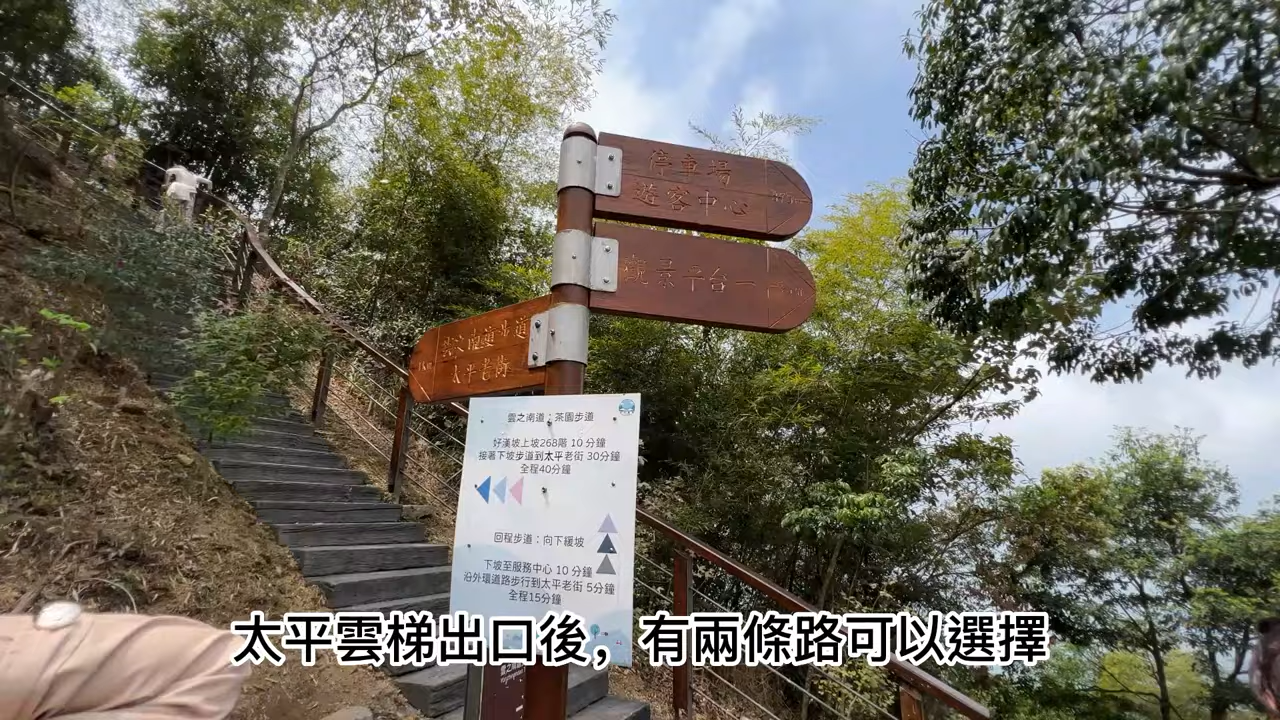 停車場
遊客中心
觀景平台一
雲之南道步道
太平老街
雲之南道：茶園步道
好漢坡上坡268階 10 分鐘
接著下坡步道到太平老街 30分鐘
全程40分鐘
回程步道：向下緩坡
下坡至服務中心 10 分鐘
沿外環道路步行到太平老街 5分鐘
全程15分鐘
太平雲梯出口後，有兩條路可以選擇